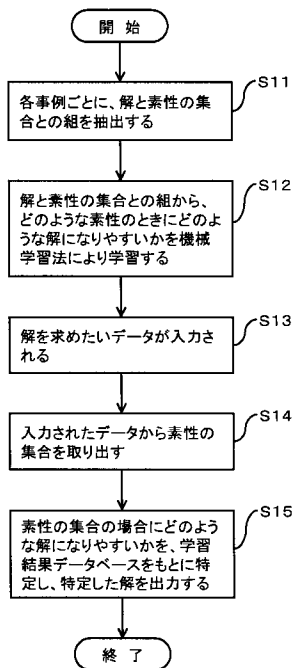 開 始
S11
各事例ごとに、解と素性の集
合との組を抽出する
S12
解と素性の集合との組から、
どのような素性のときにどのよ
うな解になりやすいかを機械
学習法により学習する
S13
解を求めたいデータが入力さ
れる
S14
入力されたデータから素性の
集合を取り出す
S15
素性の集合の場合にどのよう
な解になりやすいかを、学習
結果データベースをもとに特
定し、特定した解を出力する
終 了